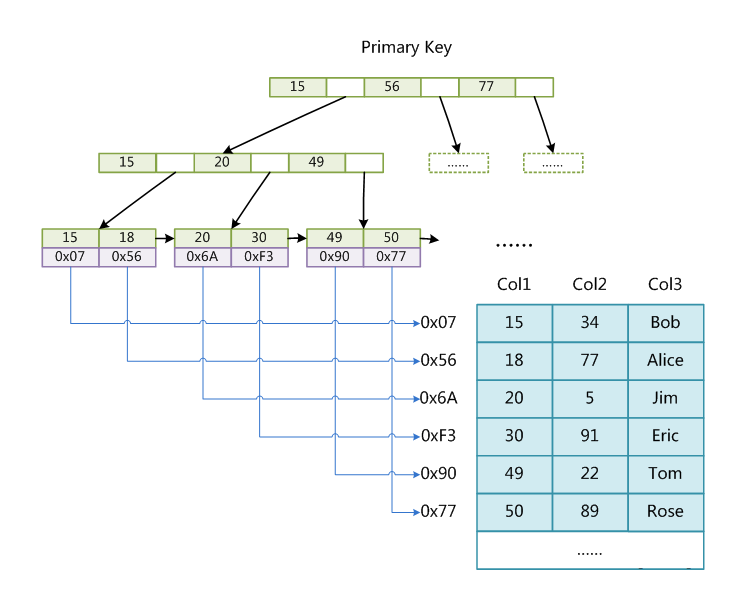 Primary Key
15 56 77
15 20 49 ...... ......
15 18 20 30 49 50
0x07 0x56 0x6A 0xF3 0x90 0x77
......
Col1 Col2 Col3
0x07 15 34 Bob
0x56 18 77 Alice
0x6A 20 5 Jim
0xF3 30 91 Eric
0x90 49 22 Tom
0x77 50 89 Rose
......